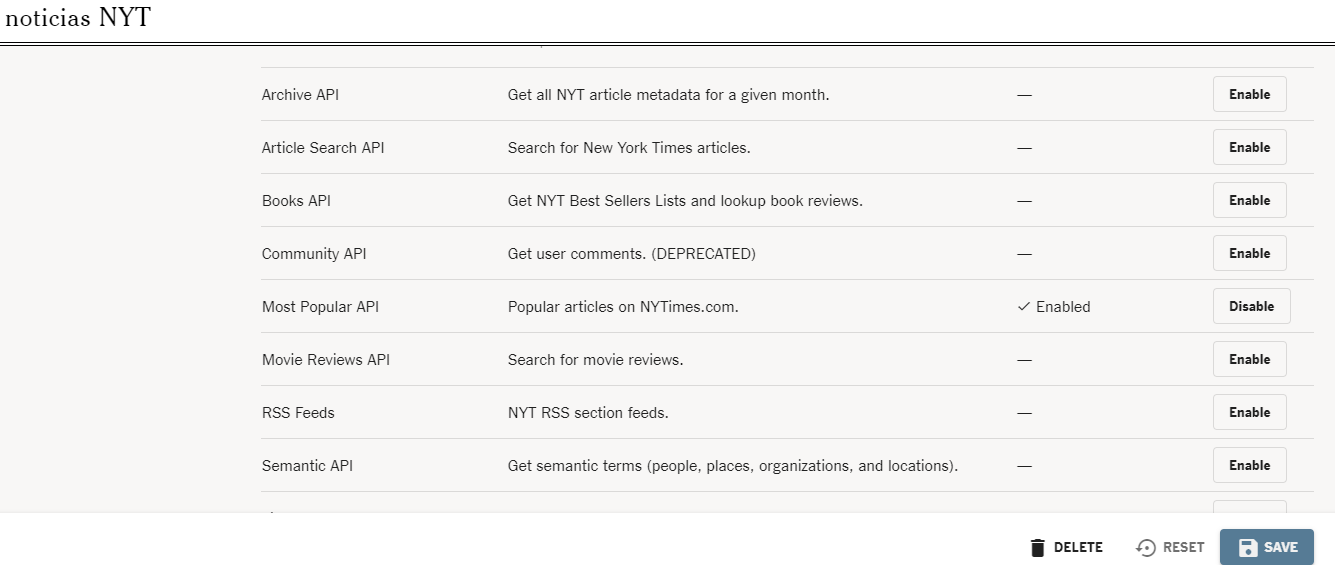 noticias NYT
Archive API Get all NYT article metadata for a given month. — Enable
Article Search API Search for New York Times articles. — Enable
Books API Get NYT Best Sellers Lists and lookup book reviews. — Enable
Community API Get user comments. (DEPRECATED) — Enable
Most Popular API Popular articles on NYTimes.com. ✓ Enabled Disable
Movie Reviews API Search for movie reviews. — Enable
RSS Feeds NYT RSS section feeds. — Enable
Semantic API Get semantic terms (people, places, organizations, and locations). — Enable
DELETE RESET SAVE